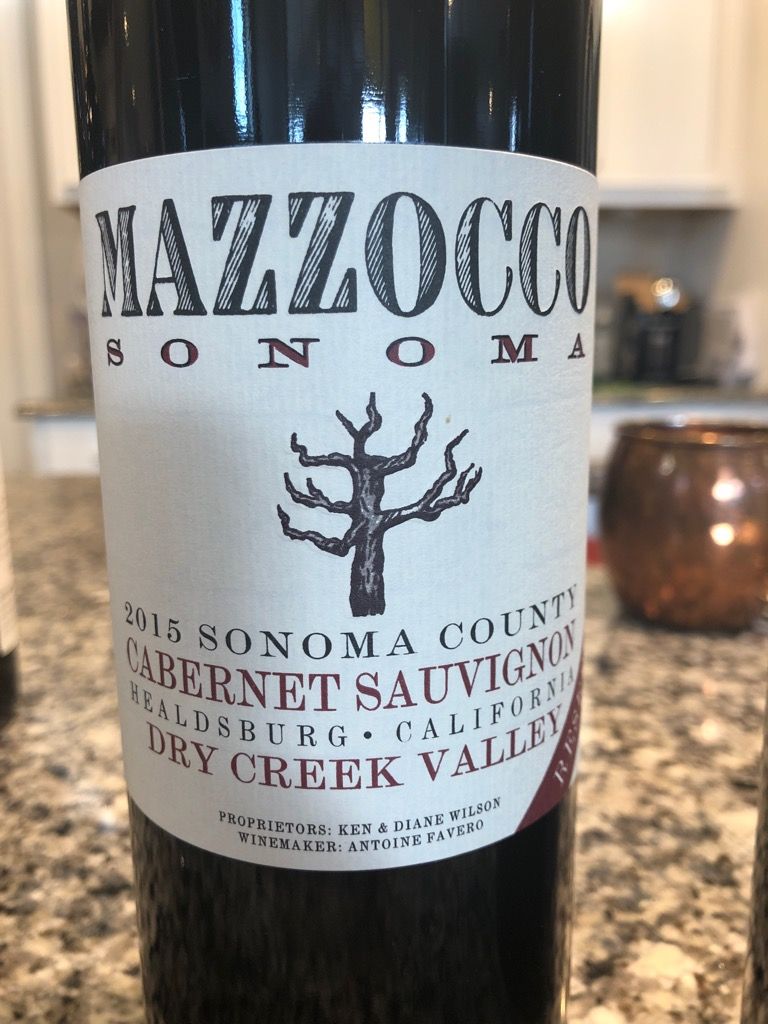 MAZZOCCO
SONOMA
2015 SONOMA COUNTY
CABERNET SAUVIGNON
HEALDSBURG • CALIFORNIA
DRY CREEK VALLEY
PROPRIETORS: KEN & DIANE WILSON
WINEMAKER: ANTOINE FAVERO